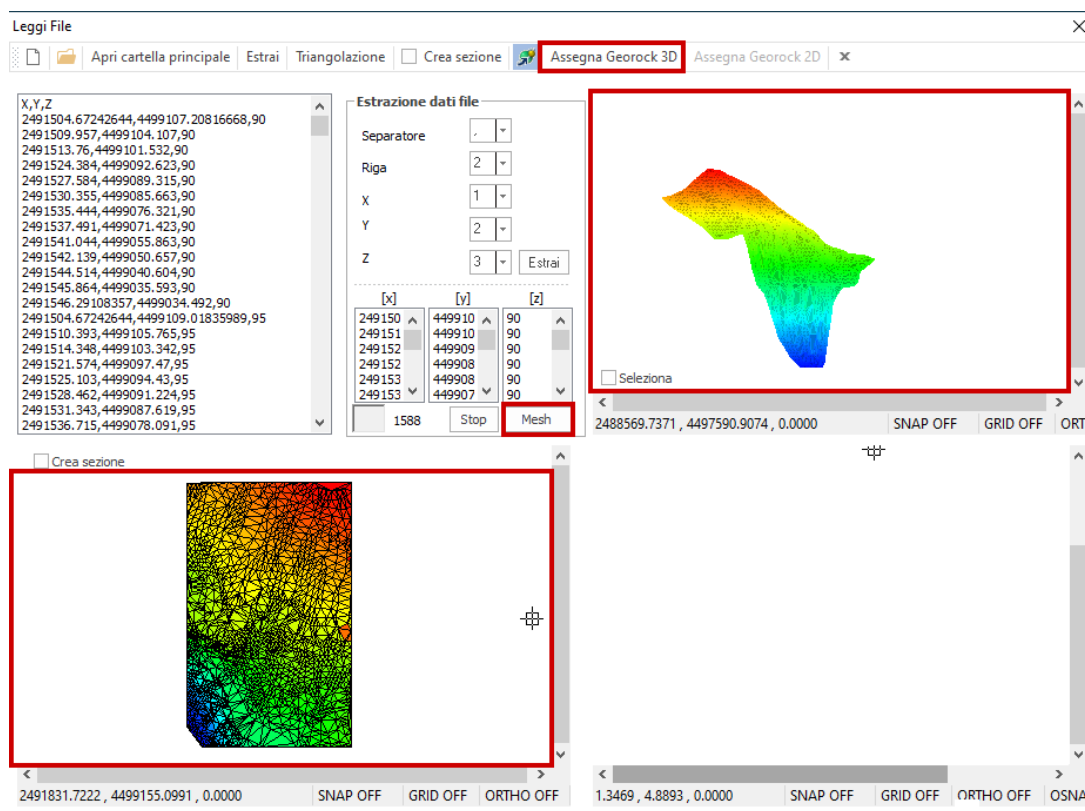 Leggi File
Apri cartella principale Estrai Triangolazione Crea sezione Assegna Georock 3D Assegna Georock 2D
X,Y,Z
2491504.67242644,4499107.20816668,90
2491509.957,4499104.107,90
2491513.76,4499101.532,90
2491524.384,4499092.623,90
2491527.584,4499089.315,90
2491530.355,4499085.663,90
2491535.444,4499076.321,90
2491537.491,4499071.423,90
2491541.044,4499055.863,90
2491542.139,4499050.657,90
2491544.514,4499040.604,90
2491545.864,4499035.593,90
2491546.29108357,4499034.492,90
2491504.67242644,4499109.01835989,95
2491510.393,4499105.765,95
2491514.348,4499103.342,95
2491521.574,4499097.47,95
2491525.103,4499094.43,95
2491528.462,4499091.224,95
2491531.343,4499087.619,95
2491536.715,4499078.091,95
Estrazione dati file
Separatore ,
Riga 2
X 1
Y 2
Z 3 Estrai
[x] [y] [z]
249150 449910 90
249151 449910 90
249152 449909 90
249152 449908 90
249153 449908 90
249153 449907 90
1588 Stop Mesh
Seleziona
2488569.7371 , 4497590.9074 , 0.0000 SNAP OFF GRID OFF ORT
Crea sezione
2491831.7222 , 4499155.0991 , 0.0000 SNAP OFF GRID OFF ORTHO OFF
1.3469 , 4.8893 , 0.0000 SNAP OFF GRID OFF ORTHO OFF OSNA